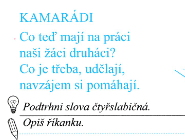 KAMARÁDI
Co teď mají na práci
naši žáci druháci?
Co je třeba, udělají,
navzájem si pomáhají.
Podtrhni slova čtyřslabičná.
Opiš říkanku.